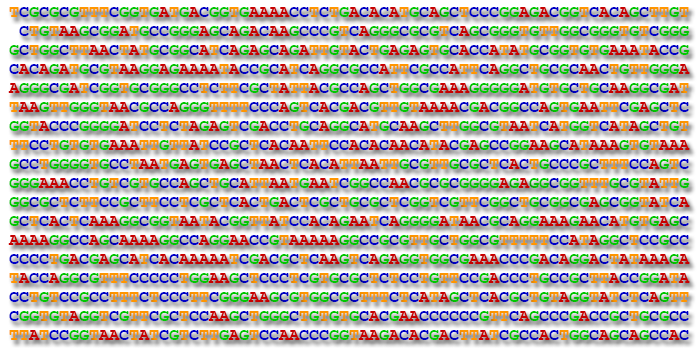 TCGCGCGTTTCGGTGATGACGGTGAAAACCTCTGACACATGCAGCTCCCGGAGACGGTCACAGCTTGT
CTGTAAGCGGATGCCGGGAGCAGACAAGCCCGTCAGGGCGCGTCAGCGGGTGTTGGCGGGTGTCGGG
GCTGGCTTAACTATGCGGCATCAGAGCAGATTGTACTGAGAGTGCACCATATGCGGTGTGAAATACCG
CACAGATGCGTAAGGAGAAAATACCGCATCAGGCGCCATTCGCCATTCAGGCTGCGCAACTGTTGGGA
AGGGCGATCGGTGCGGGCCTCTTCGCTATTACGCCAGCTGGCGAAAGGGGGATGTGCTGCAAGGCGAT
TAAGTTGGGTAACGCCAGGGTTTTCCCAGTCACGACGTTGTAAAACGACGGCCAGTGAATTCGAGCTC
GGTACCCGGGGATCCTCTAGAGTCGACCTGCAGGCATGCAAGCTTGGCGTAATCATGGTCATAGCTGT
TTCCTGTGTGAAATTGTTATCCGCTCACAATTCCACACAACATACGAGCCGGAAGCATAAAGTGTAAA
GCCTGGGGTGCCTAATGAGTGAGCTAACTCACATTAATTGCGTTGCGCTCACTGCCCGCTTTCCAGTC
GGGAAACCTGTCGTGCCAGCTGCATTAATGAATCGGCCAACGCGCGGGGAGAGGCGGTTTGCGTATTG
GGCGCTCTTCCGCTTCCTCGCTCACTGACTCGCTGCGCTCGGTCGTTCGGCTGCGGCGAGCGGTATCA
GCTCACTCAAAGGCGGTAATACGGTTATCCACAGAATCAGGGGATAACGCAGGAAAGAACATGTGAGC
AAAAGGCCAGCAAAAGGCCAGGAACCGTAAAAAGGCCGCGTTGCTGGCGTTTTTCCATAGGCTCCGCC
CCCCTGACGAGCATCACAAAAATCGACGCTCAAGTCAGAGGTGGCGAAACCCGACAGGACTATAAAGA
TACCAGGCGTTTCCCCCTGGAAGCTCCCTCGTGCGCTCTCCTGTTCCGACCCTGCCGCTTACCGGATA
CCTGTCCGCCTTTCTCCCTTCGGGAAGCGTGGCGCTTTCTCATAGCTCACGCTGTAGGTATCTCAGTT
CGGTGTAGGTCGTTCGCTCCAAGCTGGGCTGTGTGCACGAACCCCCCGTTCAGCCCGACCGCTGCGCC
TTATCCGGTAACTATCGTCTTGAGTCCAACCCGGTAAGACACGACTTATCGCCACTGGCAGCAGCCAC